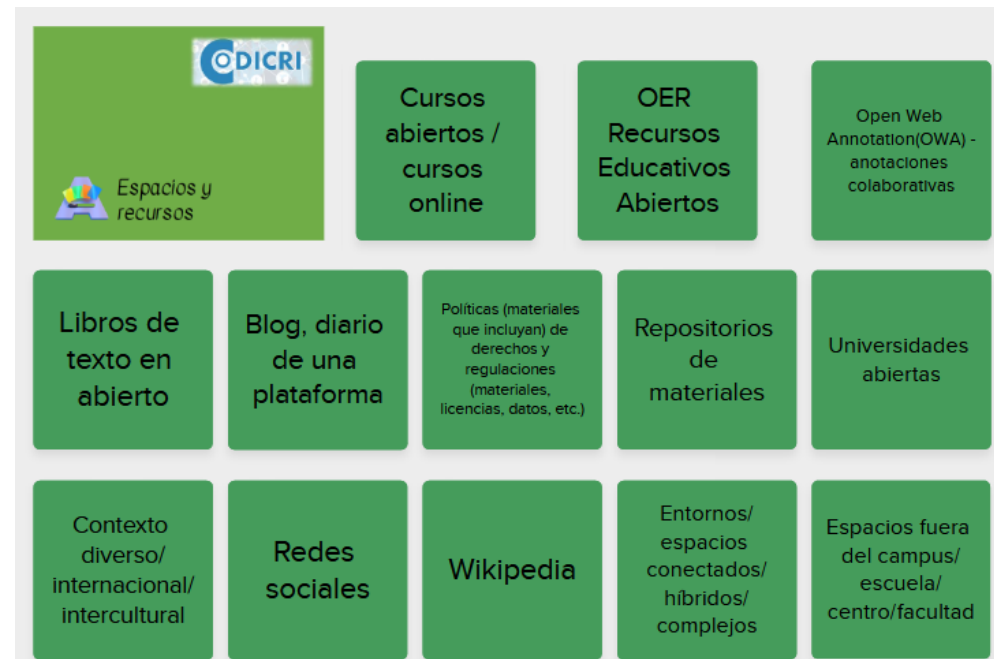 CODICRI
Espacios y
recursos
Cursos
abiertos /
cursos
online
OER
Recursos
Educativos
Abiertos
Open Web
Annotation(OWA) -
anotaciones
colaborativas
Libros de
texto en
abierto
Blog, diario
de una
plataforma
Políticas (materiales
que incluyan) de
derechos y
regulaciones
(materiales,
licencias, datos, etc.)
Repositorios
de
materiales
Universidades
abiertas
Contexto
diverso/
internacional/
intercultural
Redes
sociales
Wikipedia
Entornos/
espacios
conectados/
híbridos/
complejos
Espacios fuera
del campus/
escuela/
centro/facultad